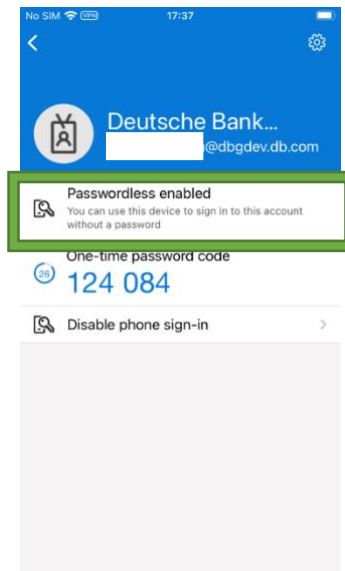 No SIM VPN 17:37
Deutsche Bank...
@dbgdev.db.com
Passwordless enabled
You can use this device to sign in to this account
without a password
One-time password code
26
124 084
Disable phone sign-in